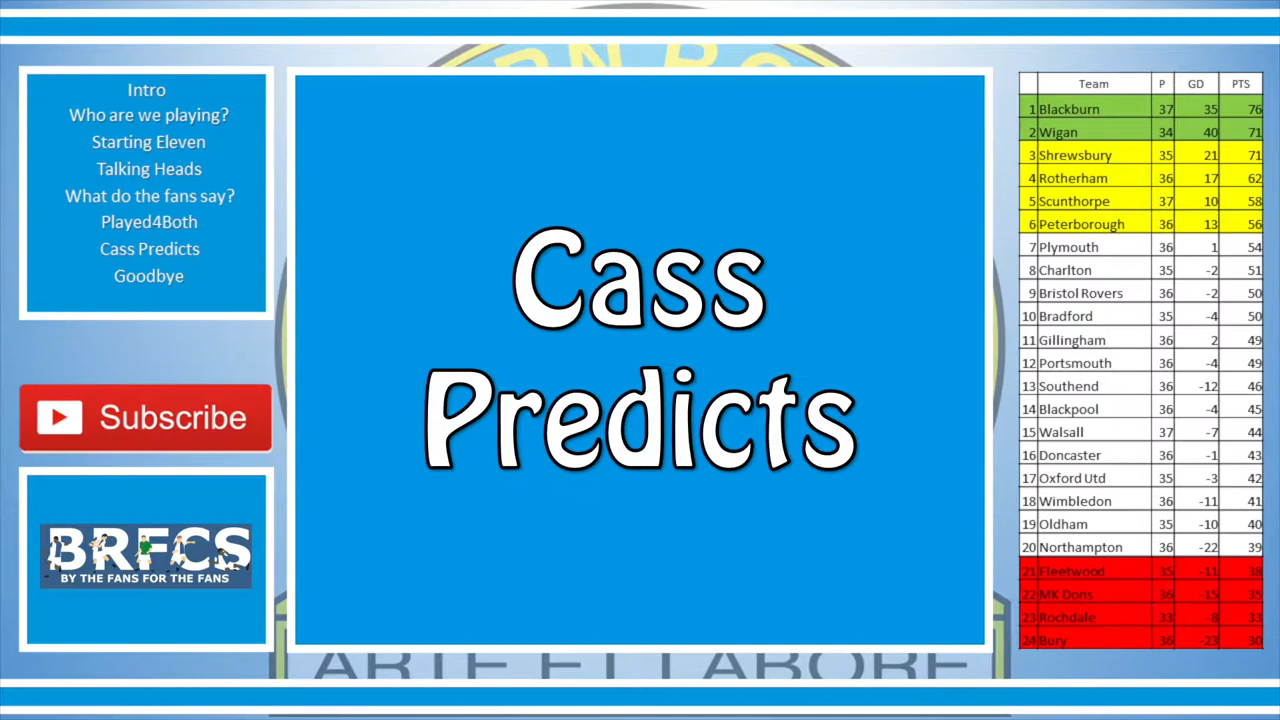 RN RO
Intro
Who are we playing?
Starting Eleven
Talking Heads
What do the fans say?
Played4Both
Cass Predicts
Goodbye
Subscribe
BRFCS
BY THE FANS FOR THE FANS
Cass
Predicts
Team P GD PTS
1 Blackburn 37 35 76
2 Wigan 34 40 71
3 Shrewsbury 35 21 71
4 Rotherham 36 17 62
5 Scunthorpe 37 10 58
6 Peterborough 36 13 56
7 Plymouth 36 1 54
8 Charlton 35 -2 51
9 Bristol Rovers 36 -2 50
10 Bradford 35 -4 50
11 Gillingham 36 2 49
12 Portsmouth 36 -4 49
13 Southend 36 -12 46
14 Blackpool 36 -4 45
15 Walsall 37 -7 44
16 Doncaster 36 -1 43
17 Oxford Utd 35 -3 42
18 Wimbledon 36 -11 41
19 Oldham 35 -10 40
20 Northampton 36 -22 39
21 Fleetwood 35 -11 38
22 MK Dons 36 -15 35
23 Rochdale 33 -8 33
24 Bury 36 -23 30
ARTE ET LABORE